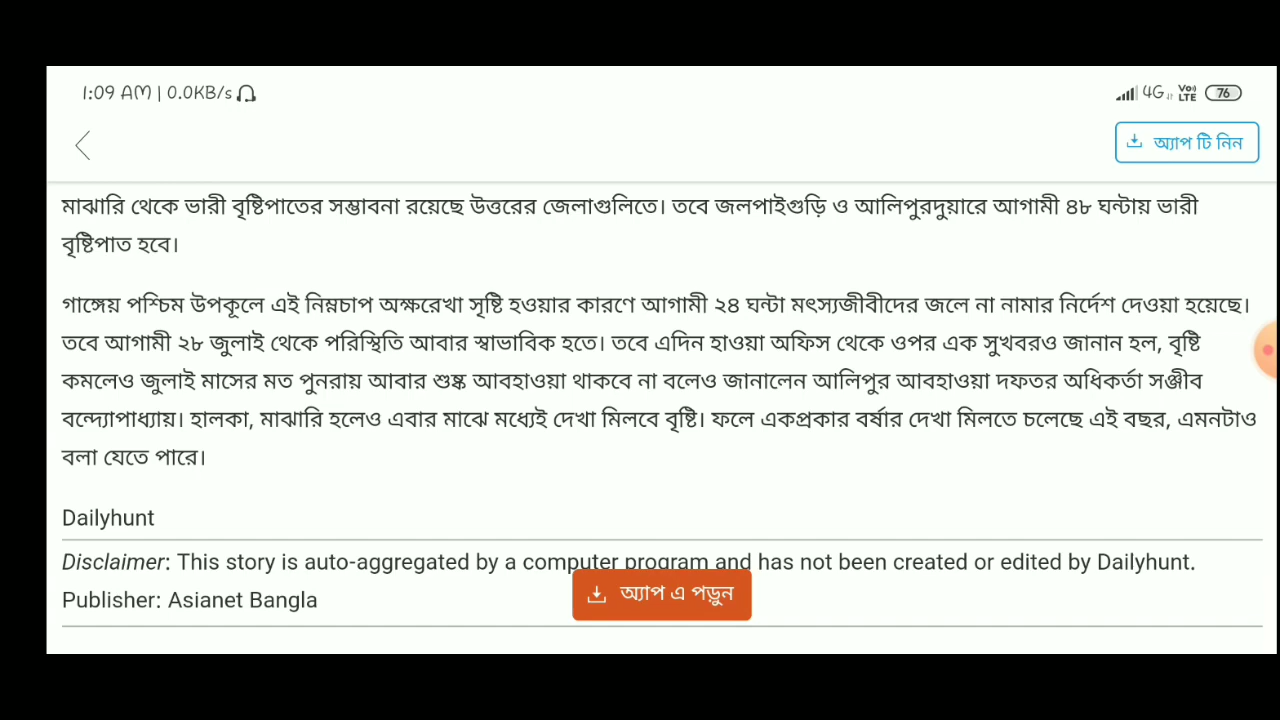 1:09 AM | 0.0KB/s
4G Vo) LTE 76
অ্যাপ টি নিন
মাঝারি থেকে ভারী বৃষ্টিপাতের সম্ভাবনা রয়েছে উত্তরের জেলাগুলিতে। তবে জলপাইগুড়ি ও আলিপুরদুয়ারে আগামী ৪৮ ঘন্টায় ভারী
বৃষ্টিপাত হবে।
গাঙ্গেয় পশ্চিম উপকূলে এই নিম্নচাপ অক্ষরেখা সৃষ্টি হওয়ার কারণে আগামী ২৪ ঘন্টা মৎস্যজীবীদের জলে না নামার নির্দেশ দেওয়া হয়েছে।
তবে আগামী ২৮ জুলাই থেকে পরিস্থিতি আবার স্বাভাবিক হতে। তবে এদিন হাওয়া অফিস থেকে ওপর এক সুখবরও জানান হল, বৃষ্টি
কমলেও জুলাই মাসের মত পুনরায় আবার শুষ্ক আবহাওয়া থাকবে না বলেও জানালেন আলিপুর আবহাওয়া দফতর অধিকর্তা সঞ্জীব
বন্দ্যোপাধ্যায়। হালকা, মাঝারি হলেও এবার মাঝে মধ্যেই দেখা মিলবে বৃষ্টি। ফলে একপ্রকার বর্ষার দেখা মিলতে চলেছে এই বছর, এমনটাও
বলা যেতে পারে।
Dailyhunt
Disclaimer: This story is auto-aggregated by a computer program and has not been created or edited by Dailyhunt.
Publisher: Asianet Bangla
অ্যাপ এ পড়ুন